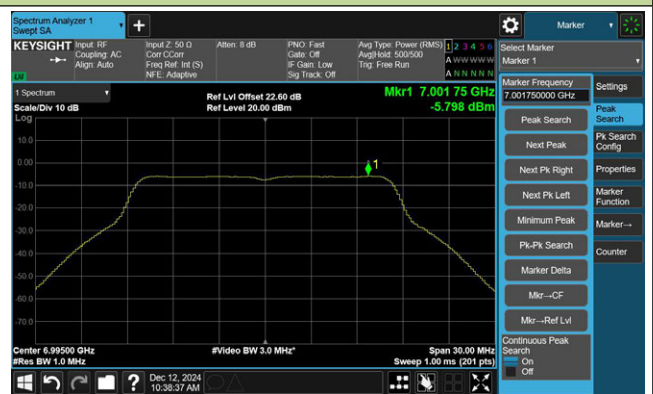 Spectrum Analyzer 1
Swept SA
+
Marker
KEYSIGHT
Input: RF
Coupling: AC
Align: Auto
Input Z: 50 Ω
Corr CCorr
Freq Ref: Int (S)
NFE: Adaptive
Atten: 8 dB
PNO: Fast
Gate: Off
IF Gain: Low
Sig Track: Off
Avg Type: Power (RMS)
Avg|Hold: 500/500
Trig: Free Run
1 2 3 4 5 6
A W W W W W
A N N N N N
LXI
Select Marker
Marker 1
1 Spectrum
Scale/Div 10 dB
Log
Ref Lvl Offset 22.60 dB
Ref Level 20.00 dBm
Mkr1 7.001 75 GHz
-5.798 dBm
10.0
0.00
-10.0
-20.0
-30.0
-40.0
-50.0
-60.0
-70.0
1
Center 6.99500 GHz
#Res BW 1.0 MHz
#Video BW 3.0 MHz*
Span 30.00 MHz
Sweep 1.00 ms (201 pts)
Marker Frequency
7.001750000 GHz
Peak Search
Next Peak
Next Pk Right
Next Pk Left
Minimum Peak
Pk-Pk Search
Marker Delta
Mkr→CF
Mkr→Ref Lvl
Continuous Peak
Search
On
Off
Settings
Peak
Search
Pk Search
Config
Properties
Marker
Function
Marker→
Counter
?
Dec 12, 2024
10:38:37 AM